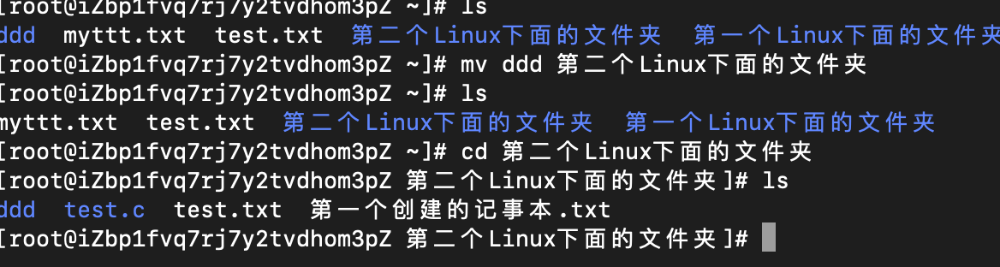 [root@iZbp1fvq7rj7y2tvdhom3pZ ~]# ls
ddd myttt.txt test.txt 第二个Linux下面的文件夹 第一个Linux下面的文件夹
[root@iZbp1fvq7rj7y2tvdhom3pZ ~]# mv ddd 第二个Linux下面的文件夹
[root@iZbp1fvq7rj7y2tvdhom3pZ ~]# ls
myttt.txt test.txt 第二个Linux下面的文件夹 第一个Linux下面的文件夹
[root@iZbp1fvq7rj7y2tvdhom3pZ ~]# cd 第二个Linux下面的文件夹
[root@iZbp1fvq7rj7y2tvdhom3pZ 第二个Linux下面的文件夹]# ls
ddd test.c test.txt 第一个创建的记事本.txt
[root@iZbp1fvq7rj7y2tvdhom3pZ 第二个Linux下面的文件夹]#